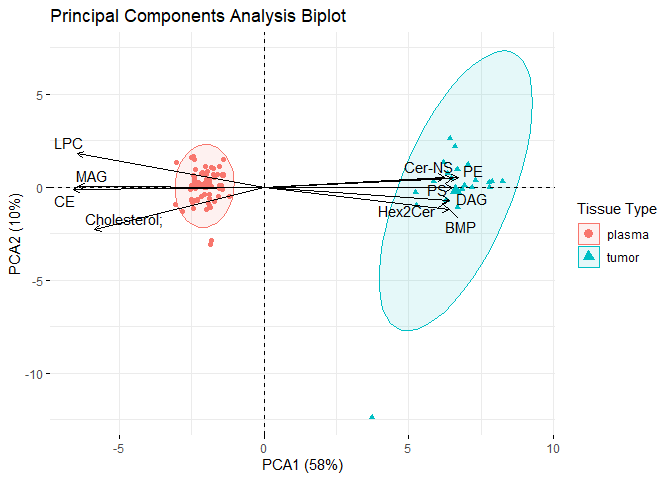 Principal Components Analysis Biplot
PCA2 (10%)
5
0
-5
-10
LPC
MAG
CE
Cholesterol;
Cer-NS
PE
PS
DAG
Hex2Cer
BMP
-5
0
5
10
PCA1 (58%)
Tissue Type
plasma
tumor